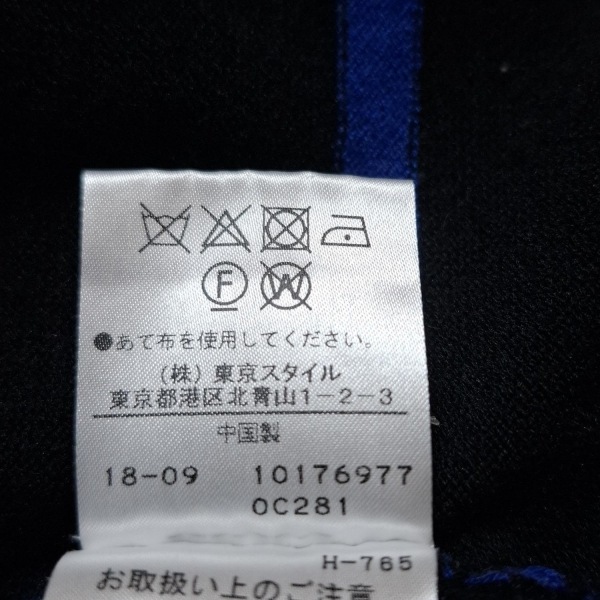 F W
●あて布を使用してください。
(株) 東京スタイル
東京都港区北青山1-2-3
中国製
18-09 10176977
0C281
H-765
お取扱い上のご注意